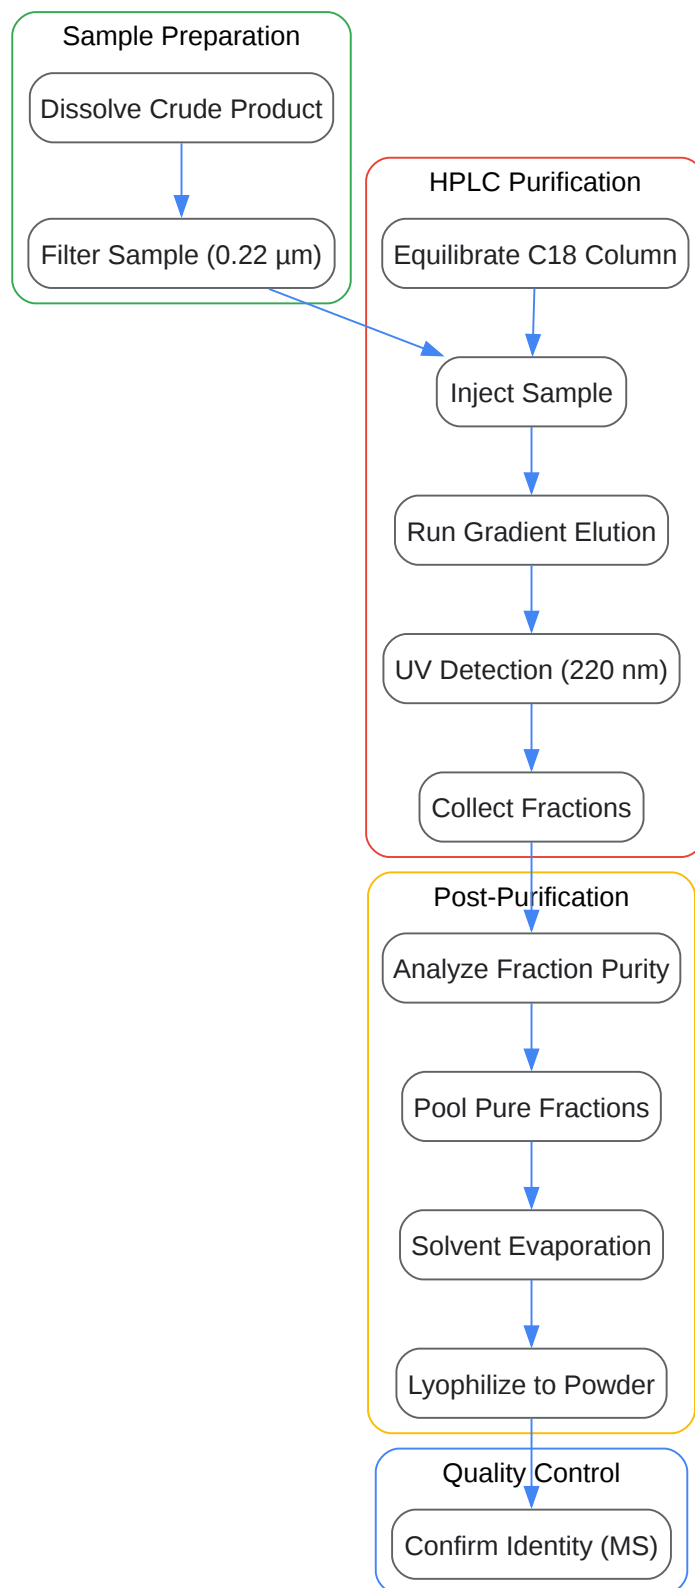 Sample Preparation
Dissolve Crude Product
Filter Sample (0.22 µm)
HPLC Purification
Equilibrate C18 Column
Inject Sample
Run Gradient Elution
UV Detection (220 nm)
Collect Fractions
Post-Purification
Analyze Fraction Purity
Pool Pure Fractions
Solvent Evaporation
Lyophilize to Powder
Quality Control
Confirm Identity (MS)